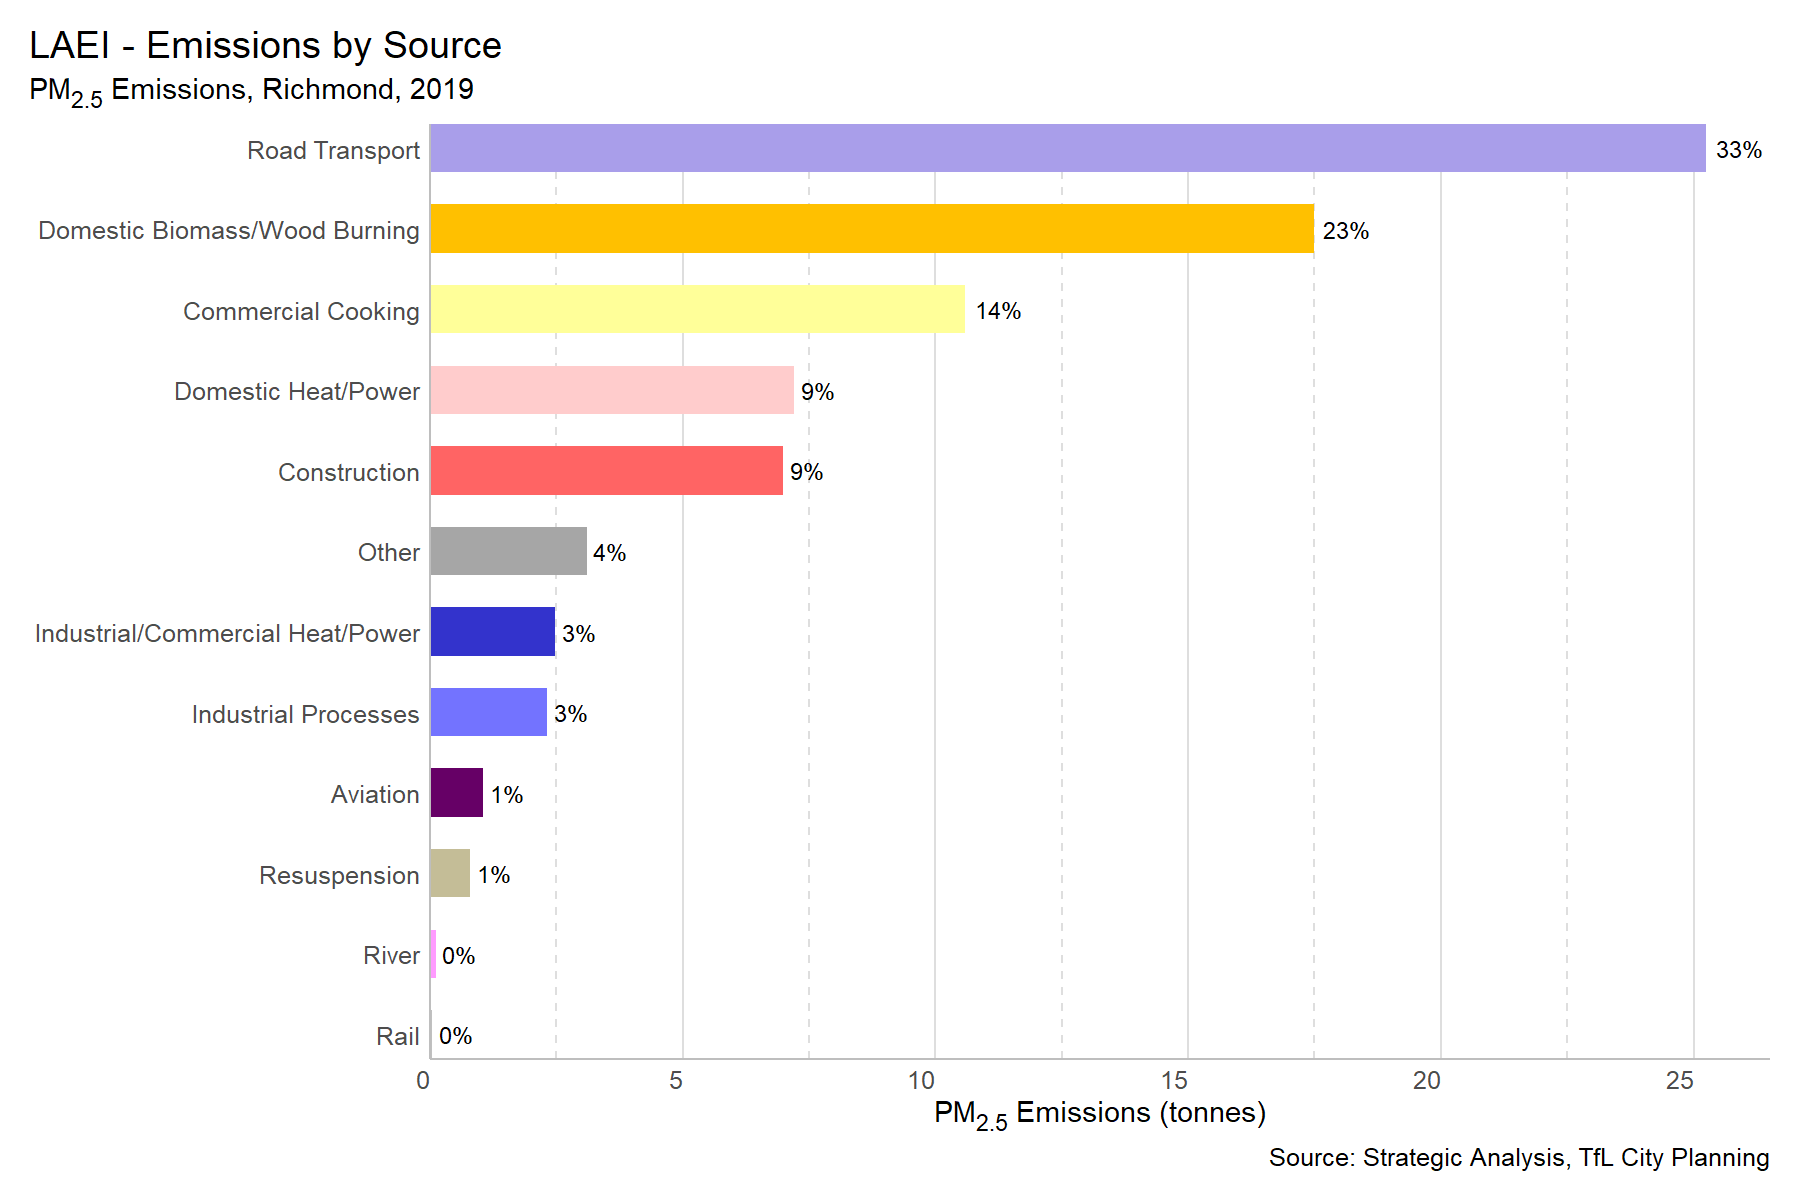 LAEI - Emissions by Source
PM2.5 Emissions, Richmond, 2019
Road Transport 33%
Domestic Biomass/Wood Burning 23%
Commercial Cooking 14%
Domestic Heat/Power 9%
Construction 9%
Other 4%
Industrial/Commercial Heat/Power 3%
Industrial Processes 3%
Aviation 1%
Resuspension 1%
River 0%
Rail 0%
0 5 10 15 20 25
PM2.5 Emissions (tonnes)
Source: Strategic Analysis, TfL City Planning